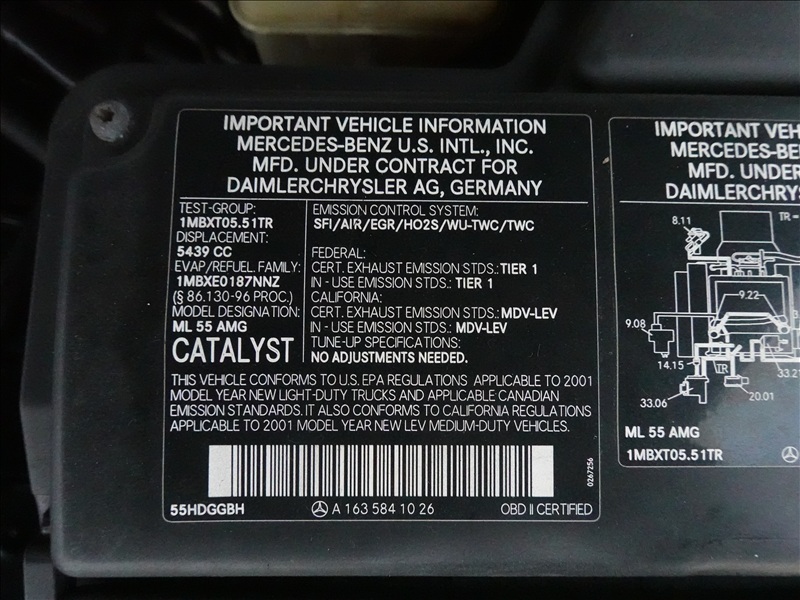 IMPORTANT VEHICLE INFORMATION
MERCEDES-BENZ U.S. INTL., INC.
MFD. UNDER CONTRACT FOR
DAIMLERCHRYSLER AG, GERMANY
TEST-GROUP:
1MBXT05.51TR
DISPLACEMENT:
5439 CC
EVAP/REFUEL. FAMILY:
1MBXE0187NNZ
(§ 86.130-96 PROC.)
MODEL DESIGNATION:
ML 55 AMG
CATALYST
EMISSION CONTROL SYSTEM:
SFI/AIR/EGR/HO2S/WU-TWC/TWC
FEDERAL:
CERT. EXHAUST EMISSION STDS.: TIER 1
IN - USE EMISSION STDS.: TIER 1
CALIFORNIA:
CERT. EXHAUST EMISSION STDS.: MDV-LEV
IN - USE EMISSION STDS.: MDV-LEV
TUNE-UP SPECIFICATIONS:
NO ADJUSTMENTS NEEDED.
THIS VEHICLE CONFORMS TO U.S. EPA REGULATIONS APPLICABLE TO 2001
MODEL YEAR NEW LIGHT-DUTY TRUCKS AND APPLICABLE CANADIAN
EMISSION STANDARDS. IT ALSO CONFORMS TO CALIFORNIA REGULATIONS
APPLICABLE TO 2001 MODEL YEAR NEW LEV MEDIUM-DUTY VEHICLES.
0267256
55HDGGBH
A 163 584 10 26
OBD II CERTIFIED
IMPORTANT
MERCEDES-BE
MFD. UNDER
DAIMLERCHRYS
8.11
TR =
9.22
9.08
14.15
TR
33.21
33.06
20.01
ML 55 AMG
1MBXT05.51TR